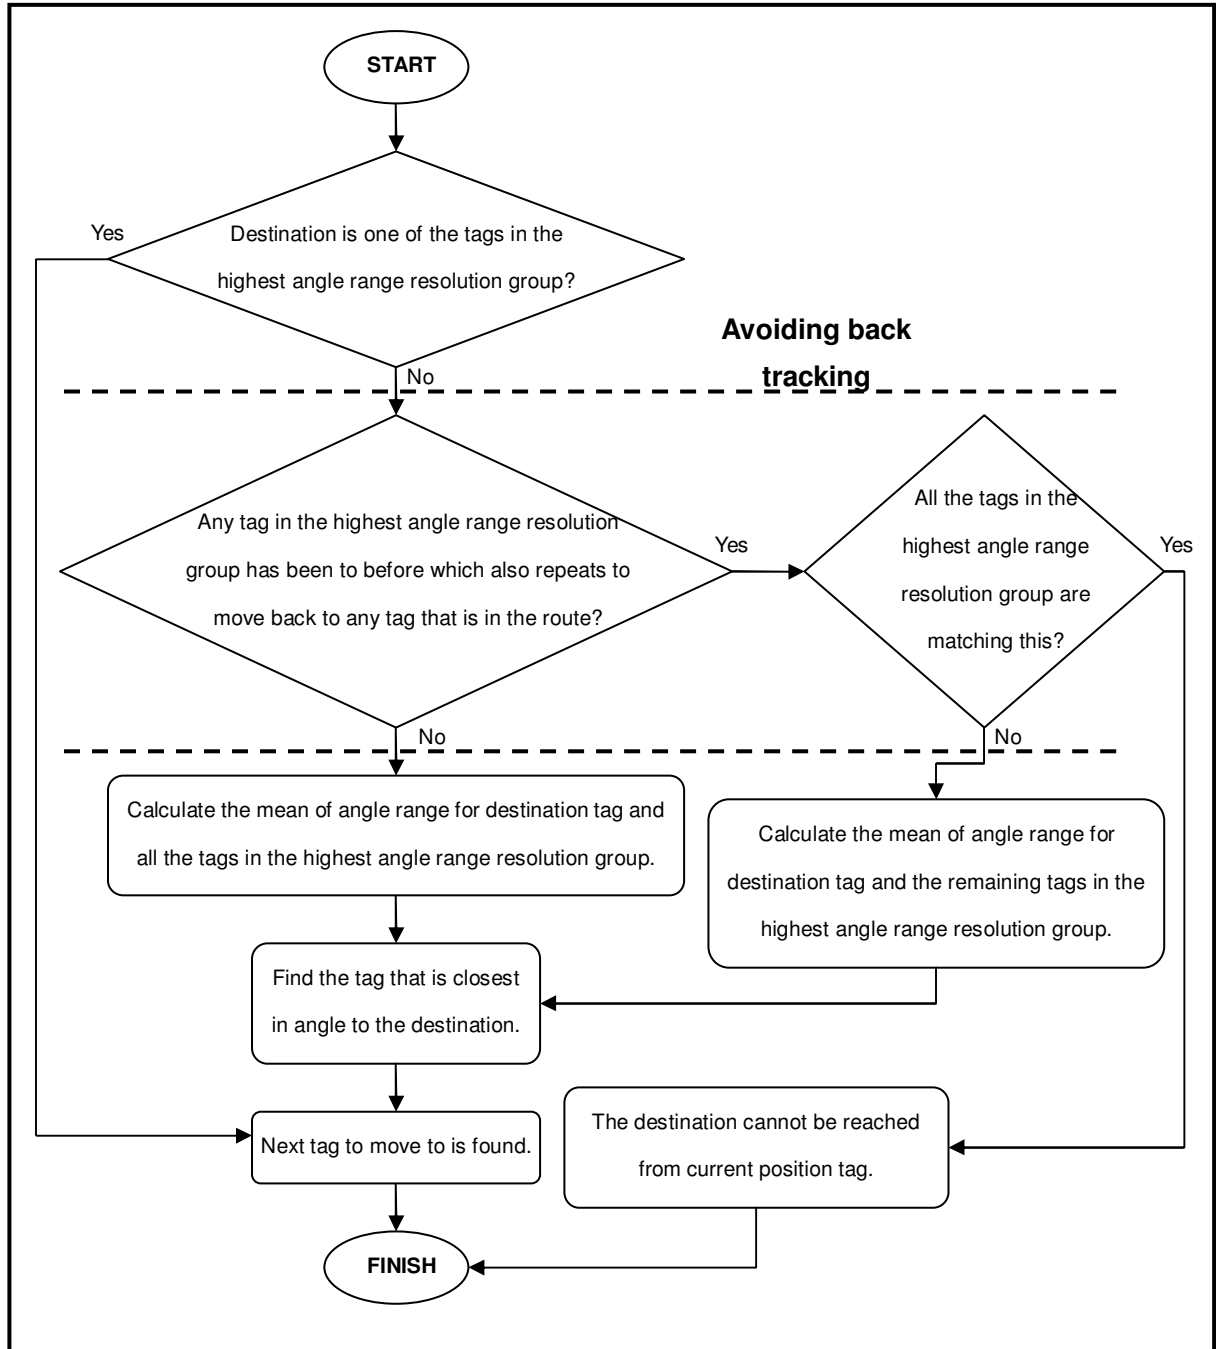 START
Yes
Destination is one of the tags in the
highest angle range resolution group?
Avoiding back
tracking
No
Any tag in the highest angle range resolution
group has been to before which also repeats to
move back to any tag that is in the route?
Yes
All the tags in the
highest angle range
resolution group are
matching this?
Yes
No
No
Calculate the mean of angle range for destination tag and
all the tags in the highest angle range resolution group.
Calculate the mean of angle range for
destination tag and the remaining tags in the
highest angle range resolution group.
Find the tag that is closest
in angle to the destination.
Next tag to move to is found.
The destination cannot be reached
from current position tag.
FINISH